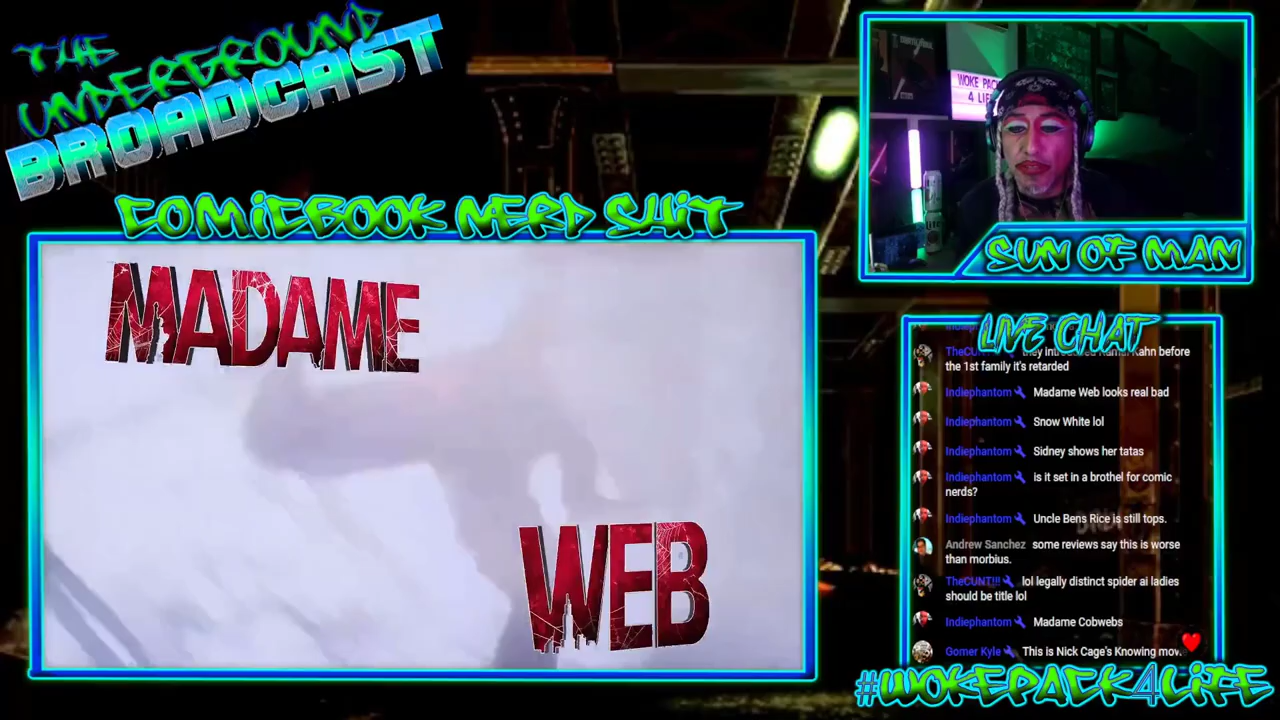 THE
UNDERGROUND
BROADCAST
COMICBOOK NERD SHIT
MADAME
WEB
WOKE PAC
4 LIF
SUN OF MAN
LIVE CHAT
Kahn before
the 1st family it's retarded
Indiephantom Madame Web looks real bad
Indiephantom Snow White lol
Indiephantom Sidney shows her tatas
Indiephantom is it set in a brothel for comic
nerds?
Indiephantom Uncle Bens Rice is still tops.
Andrew Sanchez some reviews say this is worse
than morbius.
TheCUNT!!! lol legally distinct spider ai ladies
should be title lol
Indiephantom Madame Cobwebs
Gomer Kyle This is Nick Cage's Knowing
#WOKEPACK4LIFE